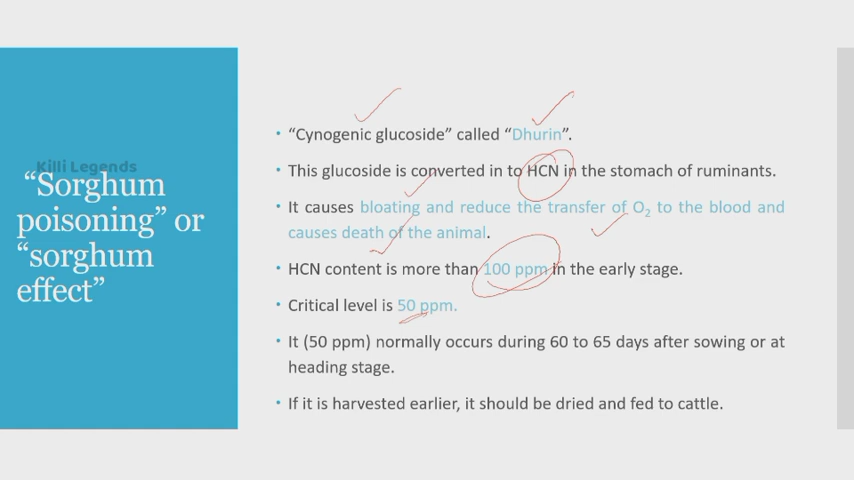 Killi Legends
“Sorghum
poisoning” or
“sorghum
effect”
• “Cynogenic glucoside” called “Dhurin”.
• This glucoside is converted in to HCN in the stomach of ruminants.
• It causes bloating and reduce the transfer of O₂ to the blood and
causes death of the animal.
• HCN content is more than 100 ppm in the early stage.
• Critical level is 50 ppm.
• It (50 ppm) normally occurs during 60 to 65 days after sowing or at
heading stage.
• If it is harvested earlier, it should be dried and fed to cattle.